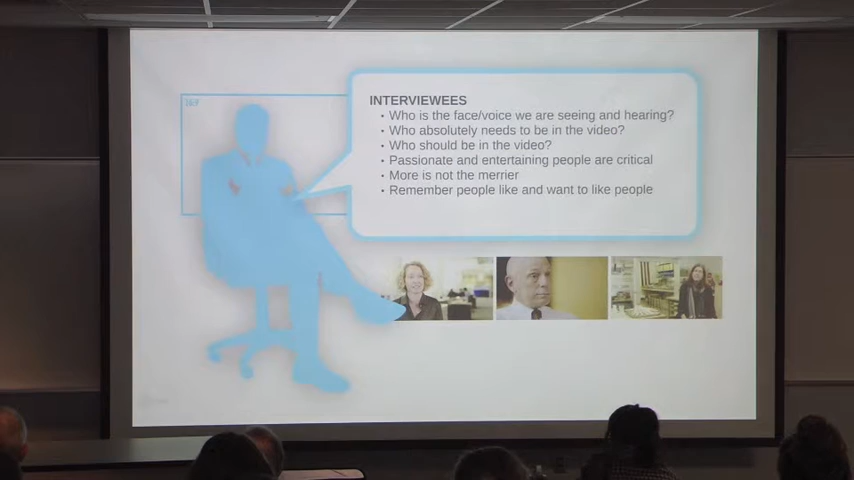 INTERVIEWEES
• Who is the face/voice we are seeing and hearing?
• Who absolutely needs to be in the video?
• Who should be in the video?
• Passionate and entertaining people are critical
• More is not the merrier
• Remember people like and want to like people